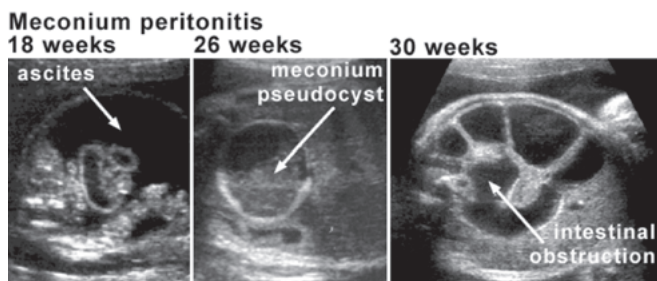 Meconium peritonitis
18 weeks
26 weeks
30 weeks
ascites
meconium
pseudocyst
intestinal
obstruction